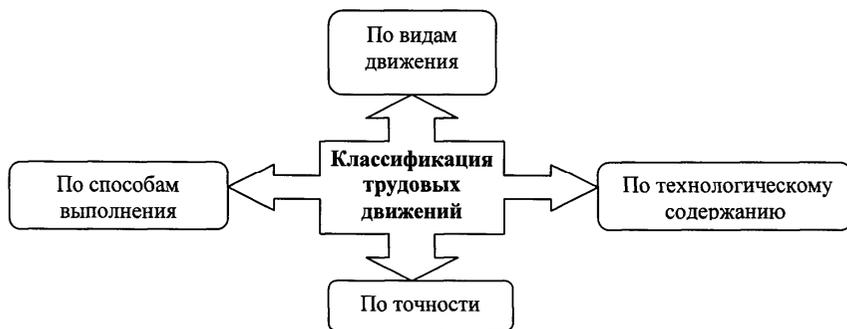 По видам
движения
Классификация
трудовых
движений
По способам
выполнения
По технологическому
содержанию
По точности